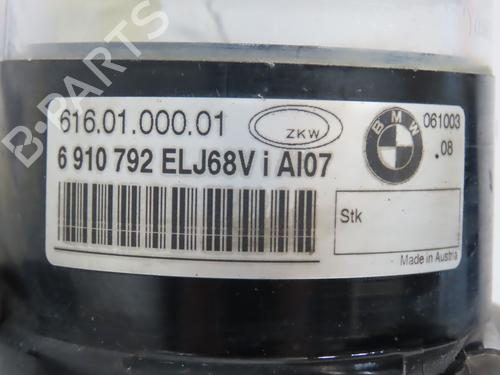 616.01.000.01
ZKW
BMW
061003
.08
6 910 792 ELJ68V i AI07
Stk
Made in Austria
B-PARTS